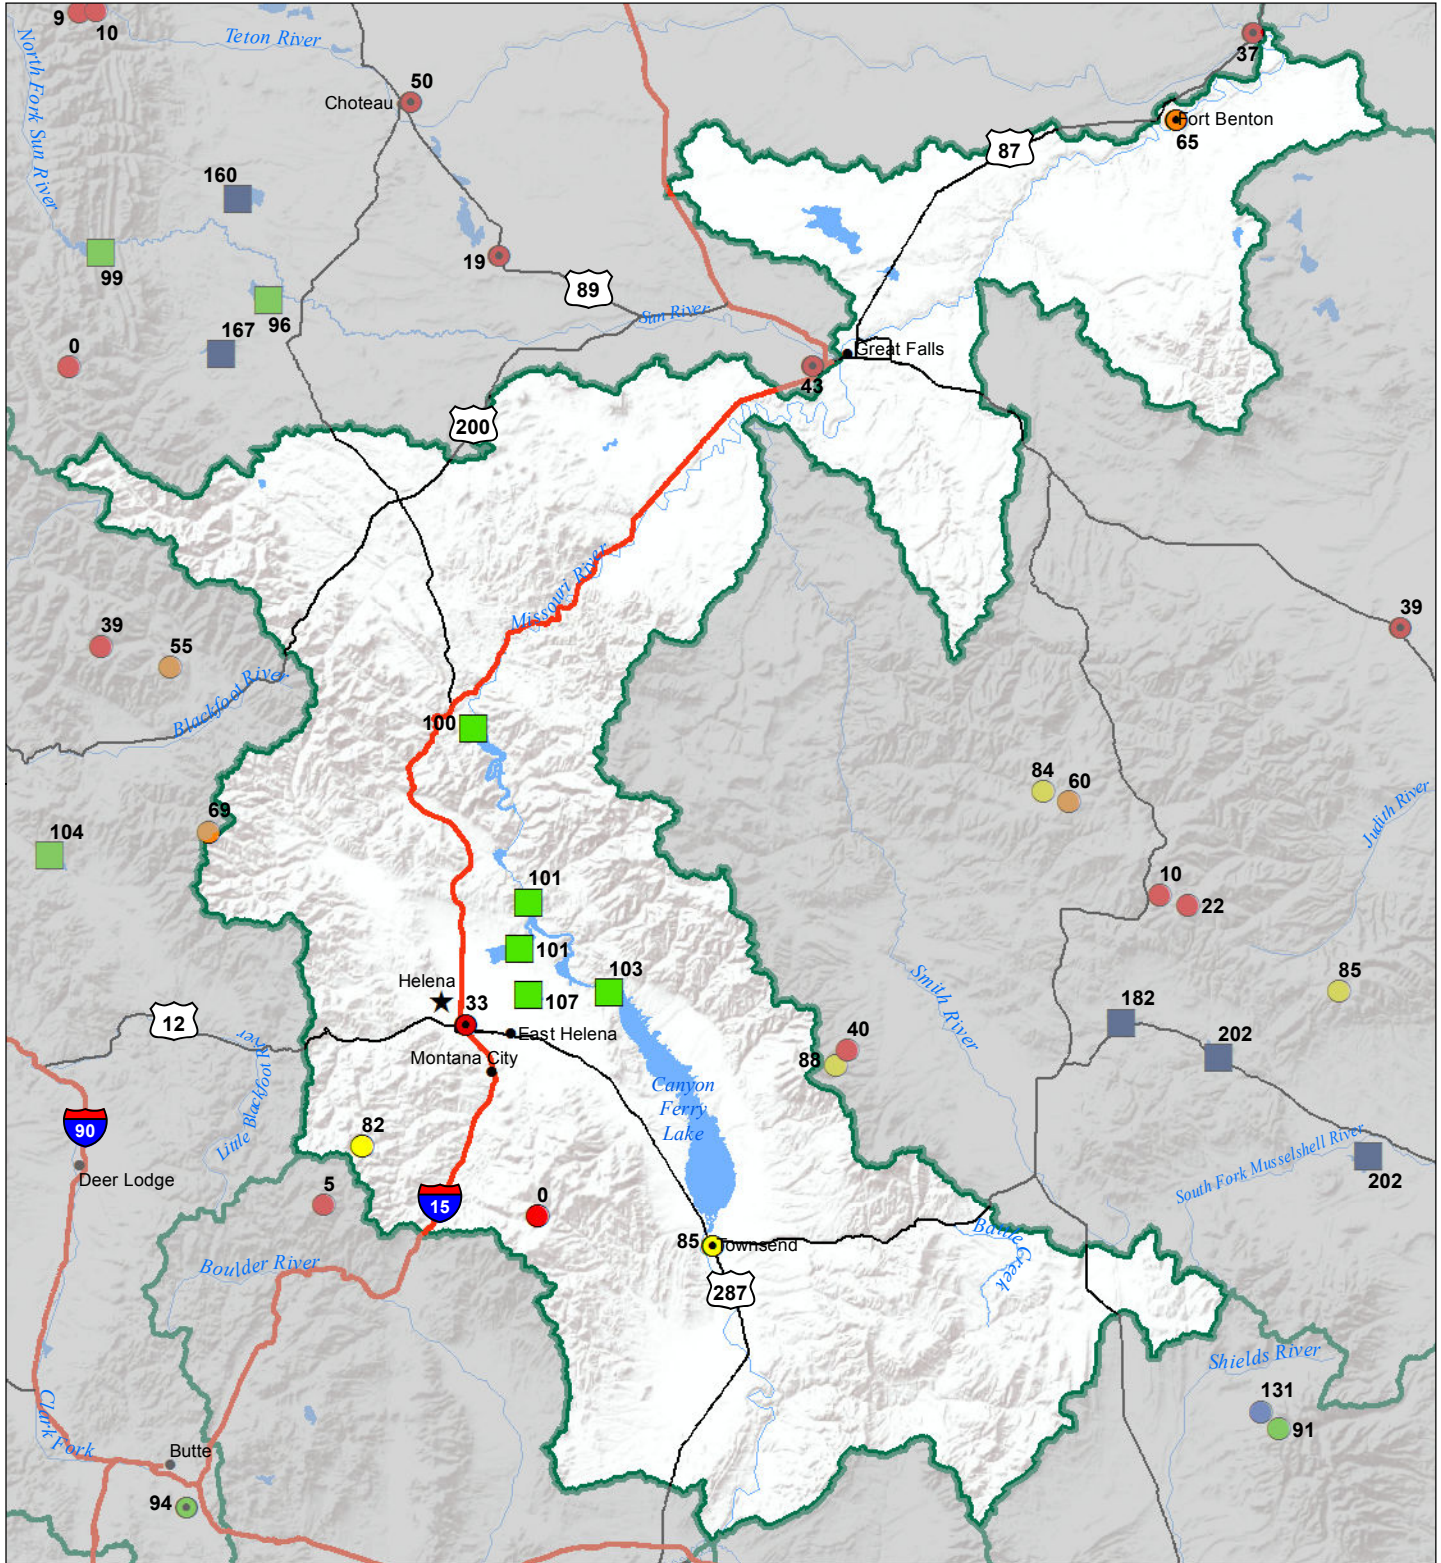 9
10
Teton River
37
North Fork Sun River
50
Choteau
Fort Benton
65
87
160
99
19
89
96
Sun River
167
0
Great Falls
43
200
Missouri River
39
39
55
Blackfoot River
100
84
60
Judith River
69
104
101
10
22
101
Helena
103
85
107
Smith River
182
33
12
East Helena
40
202
Little Blackfoot River
Montana City
88
Canyon
Ferry
Lake
90
82
South Fork Musselshell River
Deer Lodge
202
5
15
0
85
Townsend
Battle Creek
Boulder River
287
Shields River
131
Clark Fork
91
Butte
94